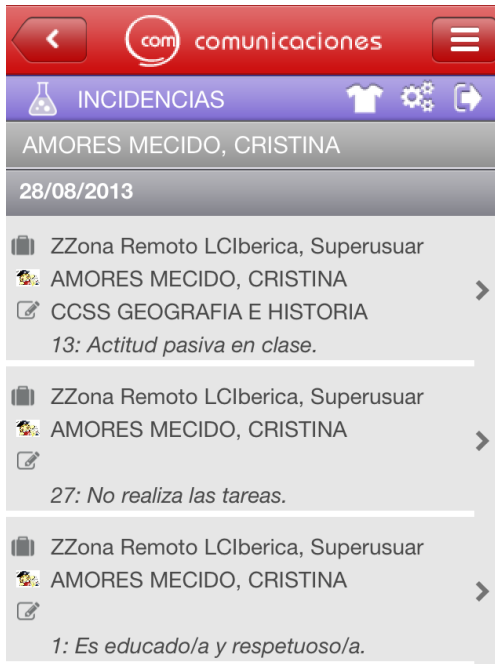 com comunicaciones
INCIDENCIAS
AMORES MECIDO, CRISTINA
28/08/2013
ZZona Remoto LCIberica, Superusuar
AMORES MECIDO, CRISTINA
CCSS GEOGRAFIA E HISTORIA
13: Actitud pasiva en clase.
ZZona Remoto LCIberica, Superusuar
AMORES MECIDO, CRISTINA
27: No realiza las tareas.
ZZona Remoto LCIberica, Superusuar
AMORES MECIDO, CRISTINA
1: Es educado/a y respetuoso/a.